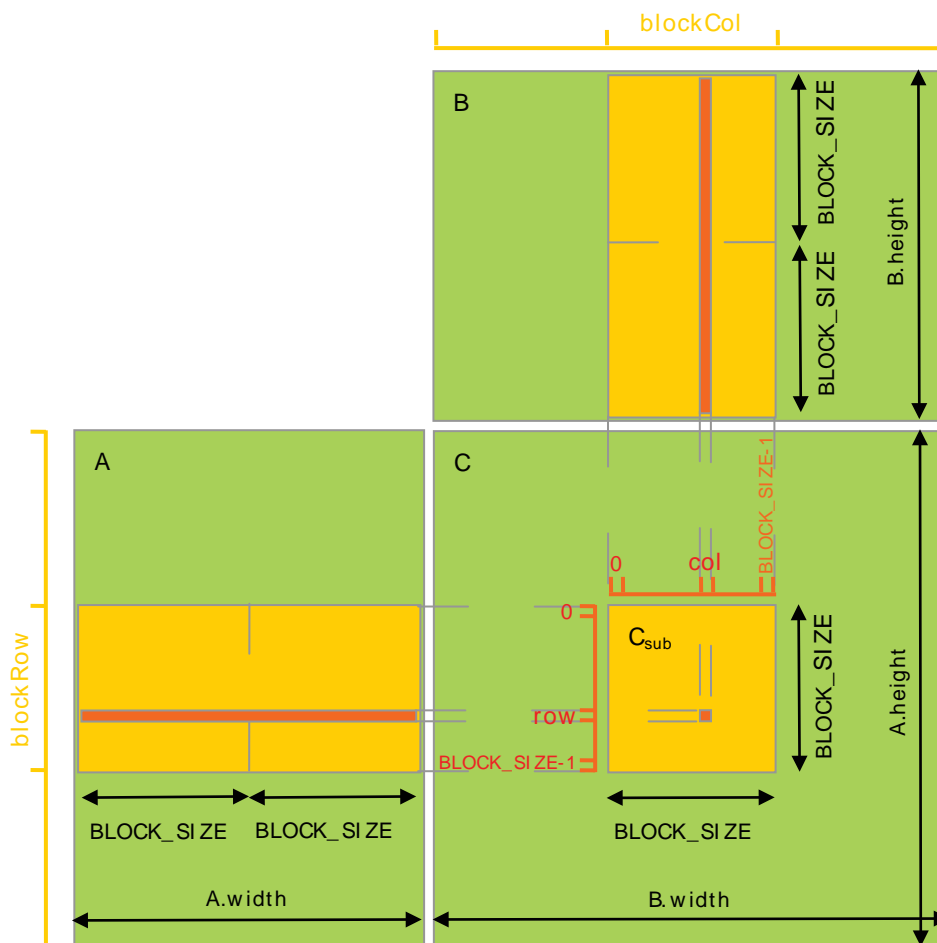 blockCol
B
BLOCK_SIZE
B.height
BLOCK_SIZE
A
C
BLOCK_SIZE-1
0
col
0
C_sub
BLOCK_SIZE
A.height
blockRow
row
BLOCK_SIZE-1
BLOCK_SIZE
BLOCK_SIZE
BLOCK_SIZE
A.width
B.width